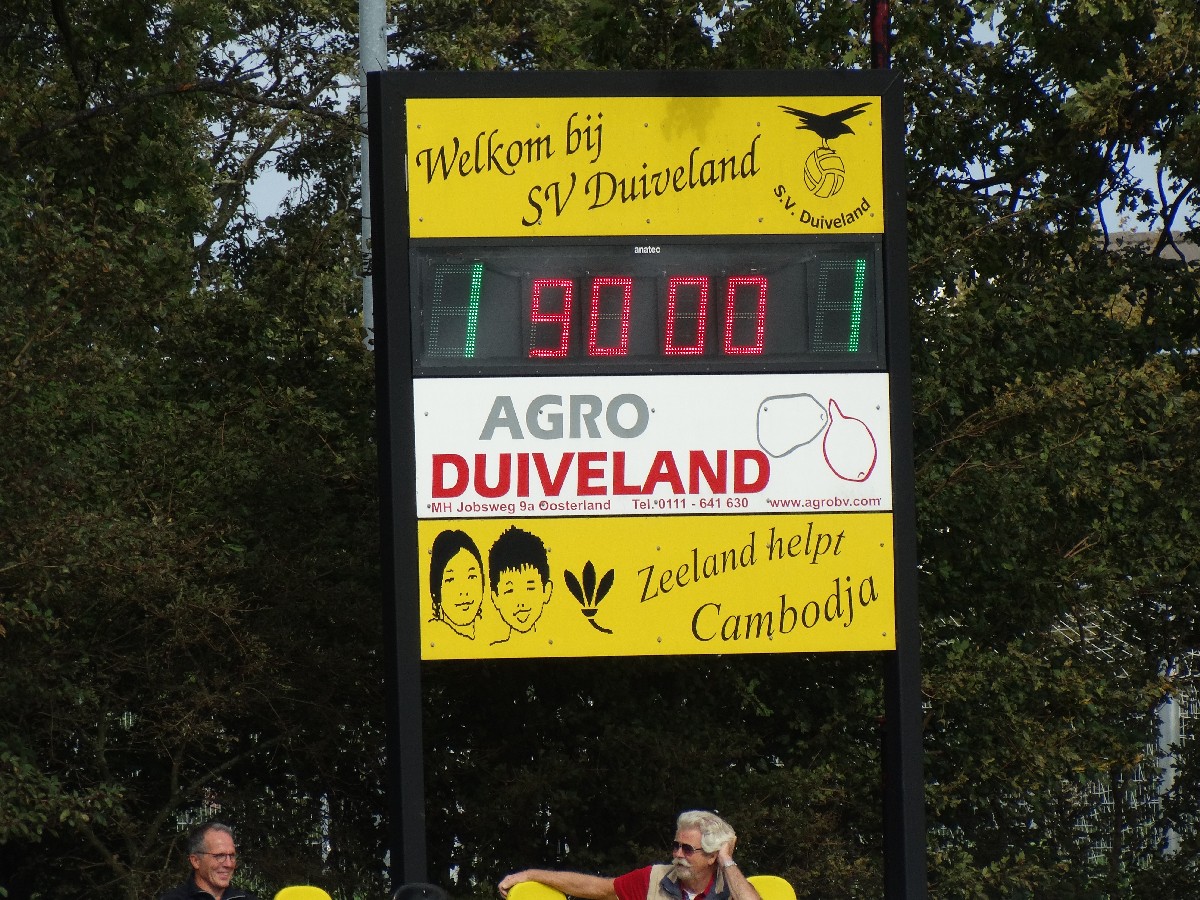 Welkom bij
SV Duiveland
S.V. Duiveland
anatec
1 90 00 1
AGRO
DUIVELAND
MH Jobsweg 9a Oosterland Tel. 0111 - 641 630 www.agrobv.com
Zeeland helpt
Cambodja